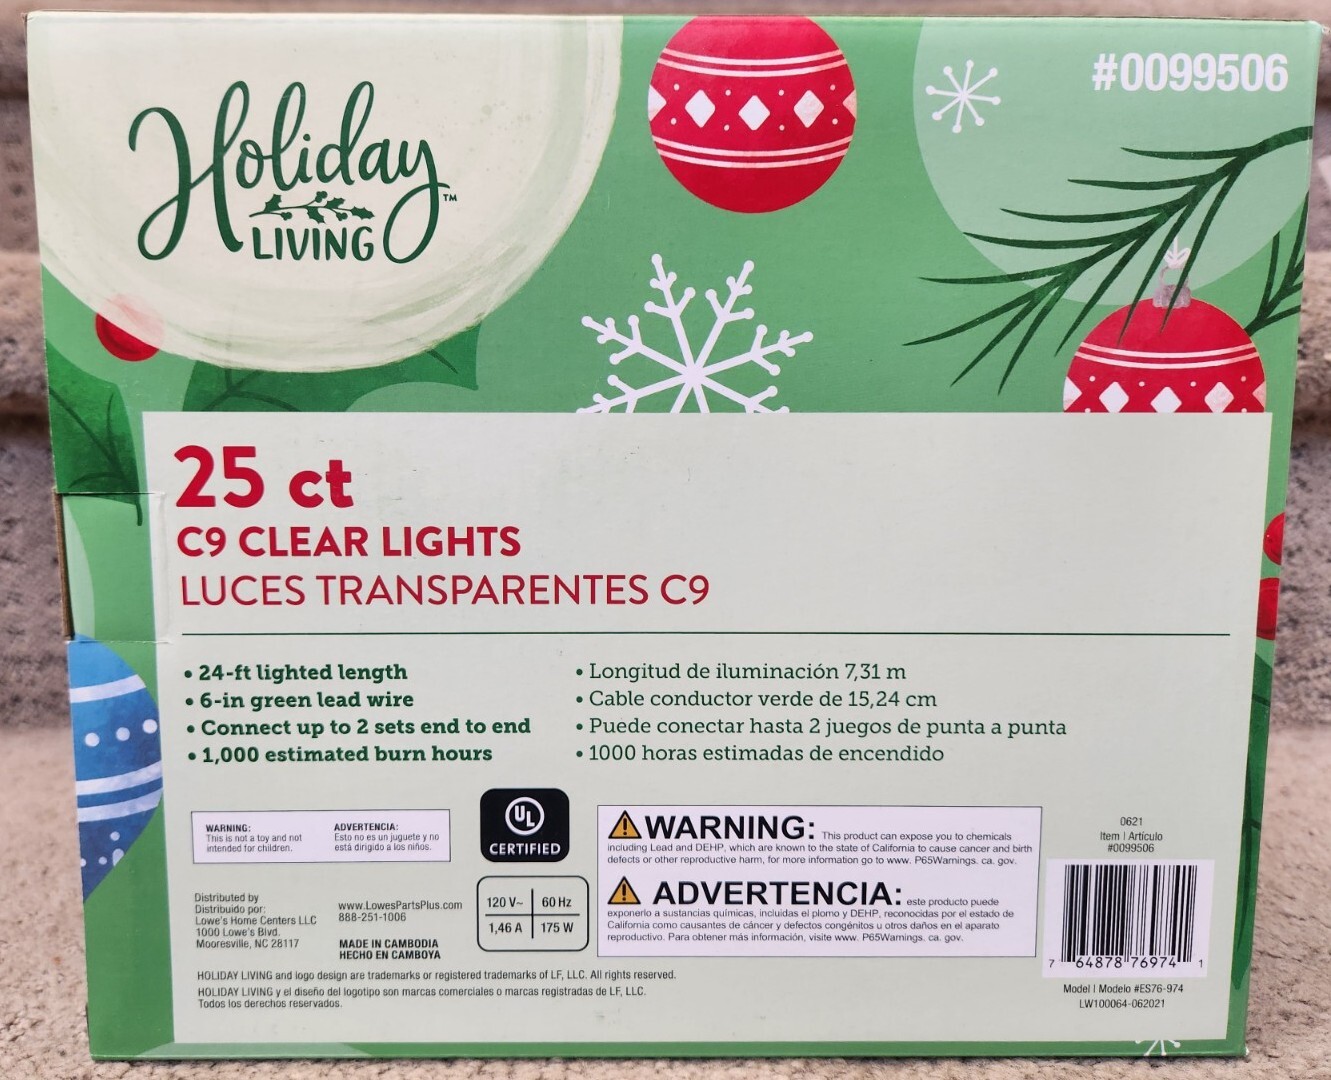 Holiday
LIVING™
#0099506
25 ct
C9 CLEAR LIGHTS
LUCES TRANSPARENTES C9
• 24-ft lighted length
• 6-in green lead wire
• Connect up to 2 sets end to end
• 1,000 estimated burn hours
• Longitud de iluminación 7,31 m
• Cable conductor verde de 15,24 cm
• Puede conectar hasta 2 juegos de punta a punta
• 1000 horas estimadas de encendido
WARNING:
This is not a toy and not
intended for children.
ADVERTENCIA:
Esto no es un juguete y no
está dirigido a los niños.
UL
CERTIFIED
Distributed by
Distribuido por:
Lowe's Home Centers LLC
1000 Lowe's Blvd.
Mooresville, NC 28117
www.LowesPartsPlus.com
888-251-1006
MADE IN CAMBODIA
HECHO EN CAMBOYA
120 V~ 60 Hz
1,46 A 175 W
WARNING: This product can expose you to chemicals
including Lead and DEHP, which are known to the state of California to cause cancer and birth
defects or other reproductive harm, for more information go to www. P65Warnings. ca. gov.
ADVERTENCIA: este producto puede
exponerlo a sustancias químicas, incluidas el plomo y DEHP, reconocidas por el estado de
California como causantes de cáncer y defectos congénitos u otros daños en el aparato
reproductivo. Para obtener más información, visite www. P65Warnings. ca. gov.
0621
Item | Artículo
#0099506
7 64878 76974 1
Model | Modelo #ES76-974
LW100064-062021
HOLIDAY LIVING and logo design are trademarks or registered trademarks of LF, LLC. All rights reserved.
HOLIDAY LIVING y el diseño del logotipo son marcas comerciales o marcas registradas de LF, LLC.
Todos los derechos reservados.